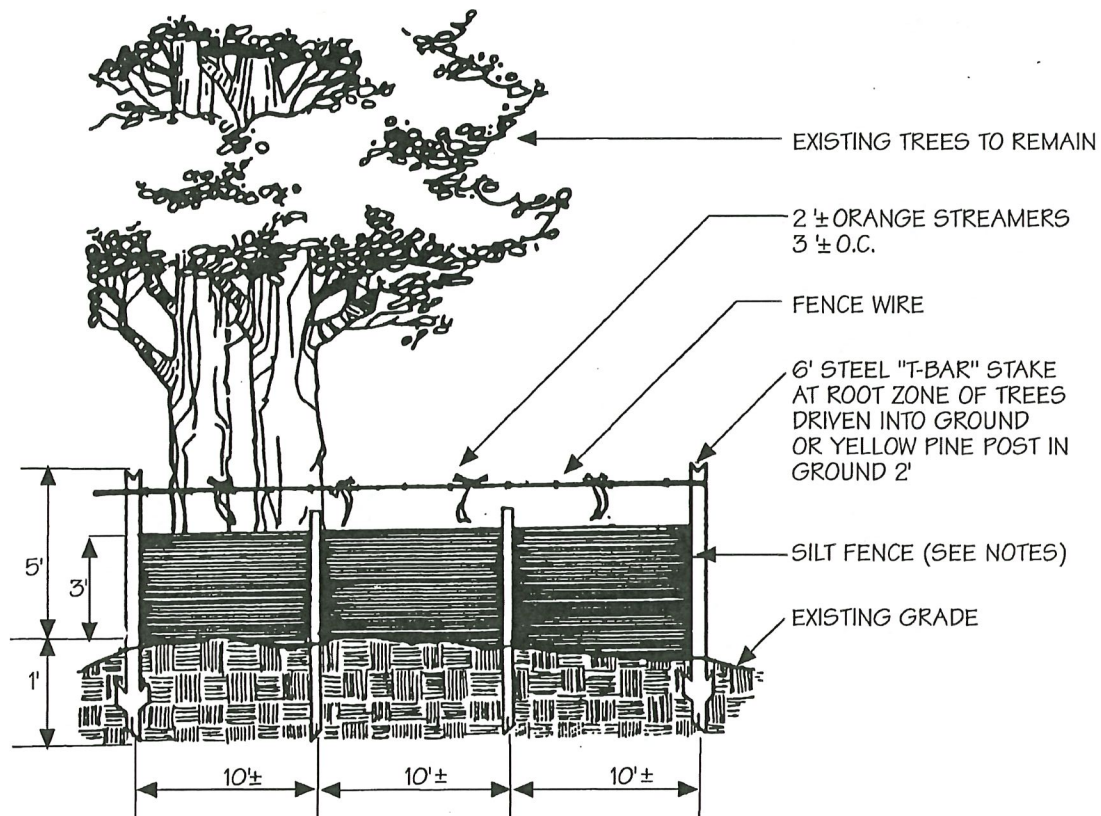 EXISTING TREES TO REMAIN
2'± ORANGE STREAMERS
3'± O.C.
FENCE WIRE
6' STEEL "T-BAR" STAKE
AT ROOT ZONE OF TREES
DRIVEN INTO GROUND
OR YELLOW PINE POST IN
GROUND 2'
5'
3'
SILT FENCE (SEE NOTES)
EXISTING GRADE
1'
10'± 10'± 10'±